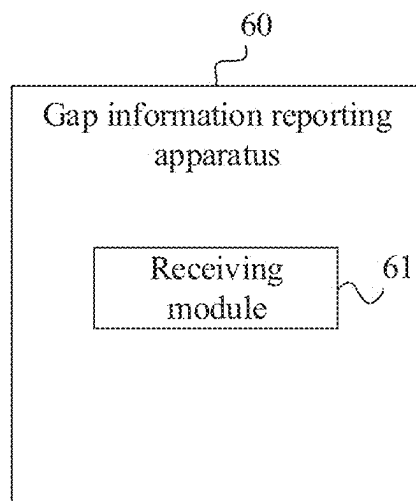 60
Gap information reporting
apparatus
Receiving
module
61